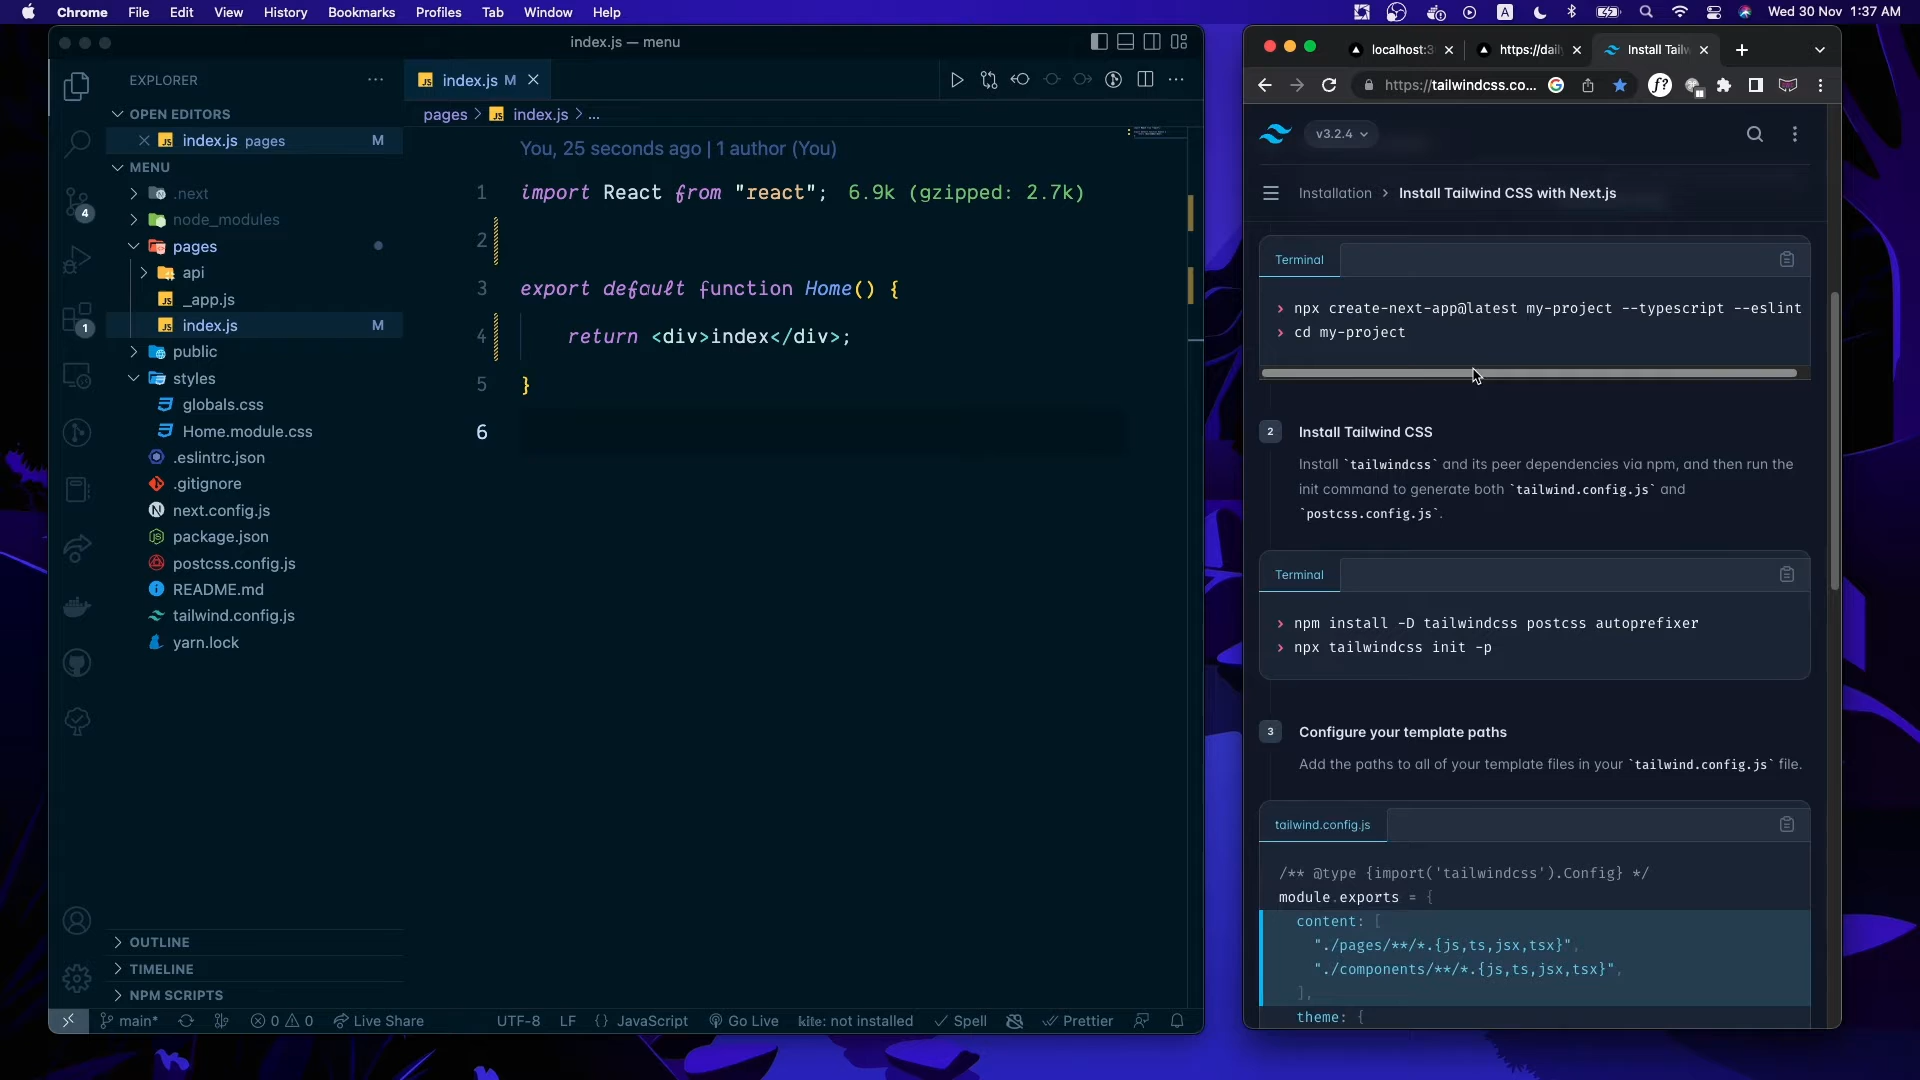 Chrome File Edit View History Bookmarks Profiles Tab Window Help
A
Wed 30 Nov 1:37 AM
index.js — menu
EXPLORER
OPEN EDITORS
index.js pages M
MENU
.next
node_modules
pages
api
_app.js
index.js M
public
styles
globals.css
Home.module.css
.eslintrc.json
.gitignore
next.config.js
package.json
postcss.config.js
README.md
tailwind.config.js
yarn.lock
OUTLINE
TIMELINE
NPM SCRIPTS
4
1
index.js M
pages > index.js > ...
You, 25 seconds ago | 1 author (You)
1 import React from "react"; 6.9k (gzipped: 2.7k)
2
3 export default function Home() {
4 return <div>index</div>;
5 }
6
main* 0 0 Live Share UTF-8 LF {} JavaScript Go Live kite: not installed Spell Prettier
localhost:3 https://dail Install Tailw
https://tailwindcss.co...
f?
v3.2.4
Installation > Install Tailwind CSS with Next.js
Terminal
> npx create-next-app@latest my-project --typescript --eslint
> cd my-project
2 Install Tailwind CSS
Install `tailwindcss` and its peer dependencies via npm, and then run the
init command to generate both `tailwind.config.js` and
`postcss.config.js`.
Terminal
> npm install -D tailwindcss postcss autoprefixer
> npx tailwindcss init -p
3 Configure your template paths
Add the paths to all of your template files in your `tailwind.config.js` file.
tailwind.config.js
/** @type {import('tailwindcss').Config} */
module.exports = {
content: [
"./pages/**/*.{js,ts,jsx,tsx}",
"./components/**/*.{js,ts,jsx,tsx}",
],
theme: {